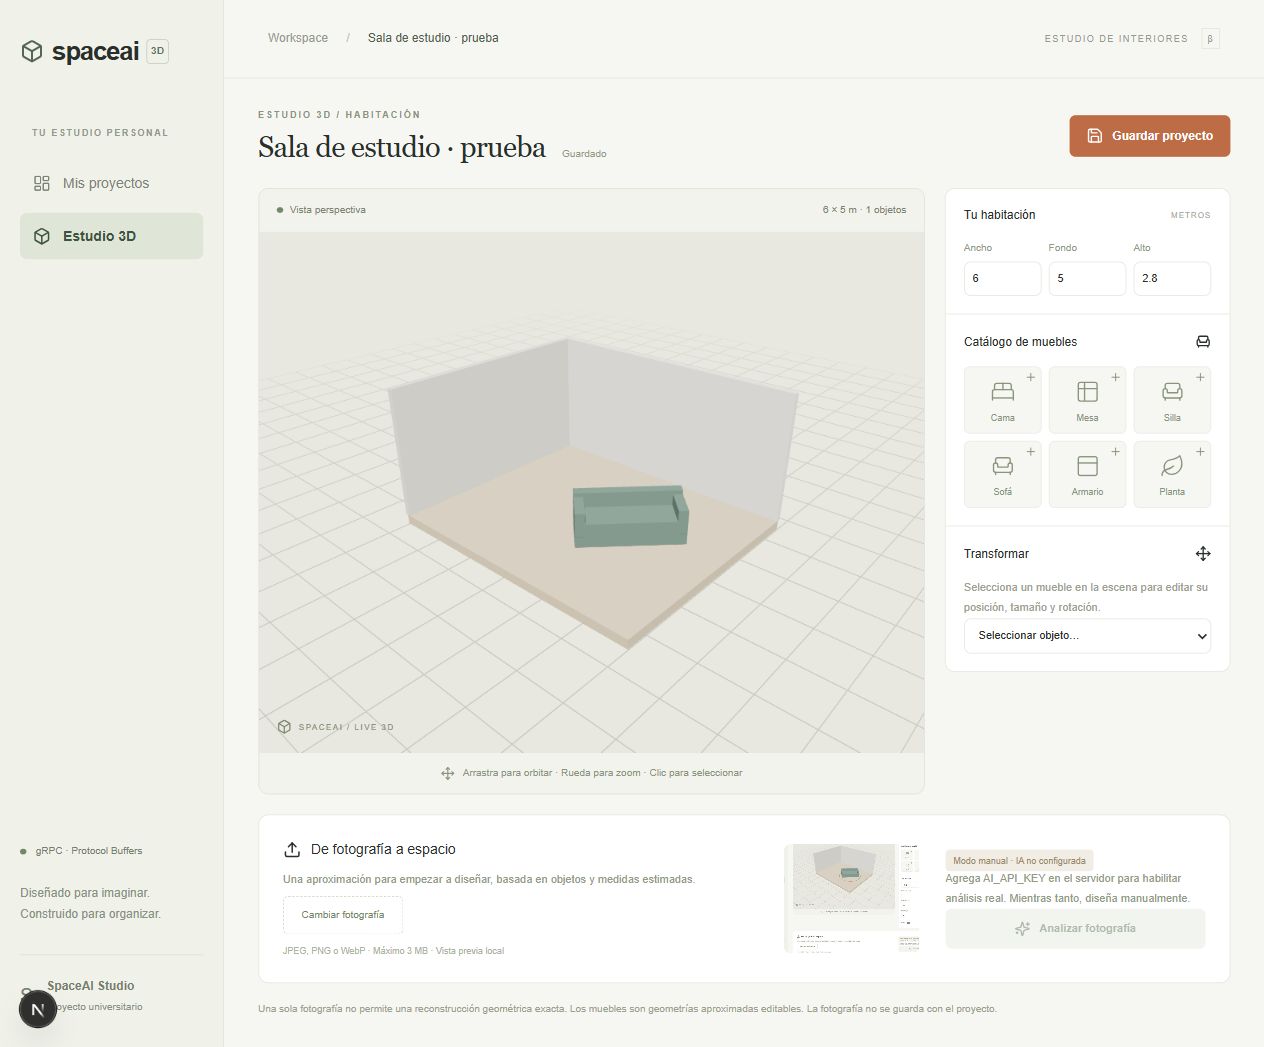 spaceai 3D
Workspace / Sala de estudio · prueba
ESTUDIO DE INTERIORES β
TU ESTUDIO PERSONAL
Mis proyectos
Estudio 3D
ESTUDIO 3D / HABITACIÓN
Sala de estudio · prueba Guardado
Guardar proyecto
Vista perspectiva
6 × 5 m · 1 objetos
SPACEAI / LIVE 3D
Arrastra para orbitar · Rueda para zoom · Clic para seleccionar
Tu habitación METROS
Ancho Fondo Alto
6 5 2.8
Catálogo de muebles
Cama Mesa Silla
Sofá Armario Planta
Transformar
Selecciona un mueble en la escena para editar su
posición, tamaño y rotación.
Seleccionar objeto...
De fotografía a espacio
Una aproximación para empezar a diseñar, basada en objetos y medidas estimadas.
Cambiar fotografía
JPEG, PNG o WebP · Máximo 3 MB · Vista previa local
Modo manual · IA no configurada
Agrega AI_API_KEY en el servidor para habilitar
análisis real. Mientras tanto, diseña manualmente.
Analizar fotografía
Una sola fotografía no permite una reconstrucción geométrica exacta. Los muebles son geometrías aproximadas editables. La fotografía no se guarda con el proyecto.
gRPC · Protocol Buffers
Diseñado para imaginar.
Construido para organizar.
SpaceAI Studio
oyecto universitario
N